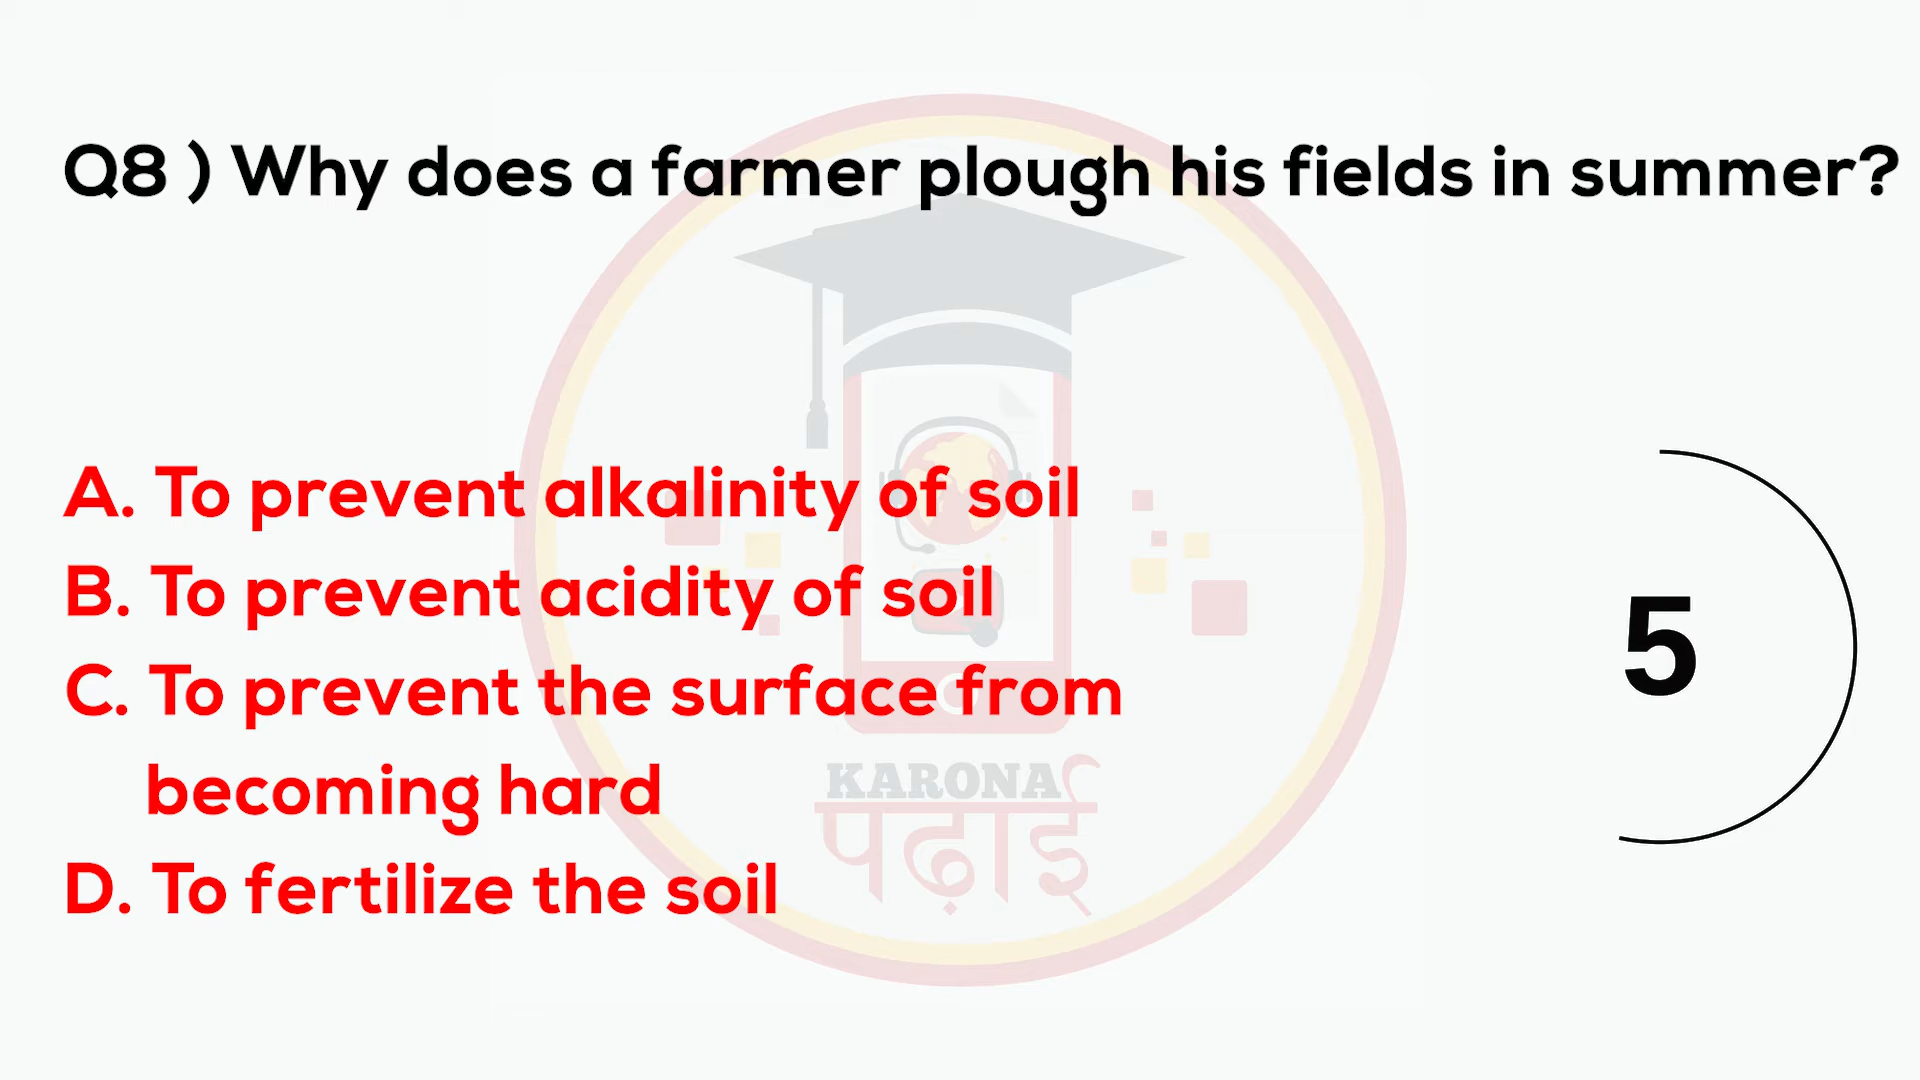 Q8 ) Why does a farmer plough his fields in summer?
A. To prevent alkalinity of soil
B. To prevent acidity of soil
C. To prevent the surface from
becoming hard
D. To fertilize the soil
5
KARONA
पढ़ाई